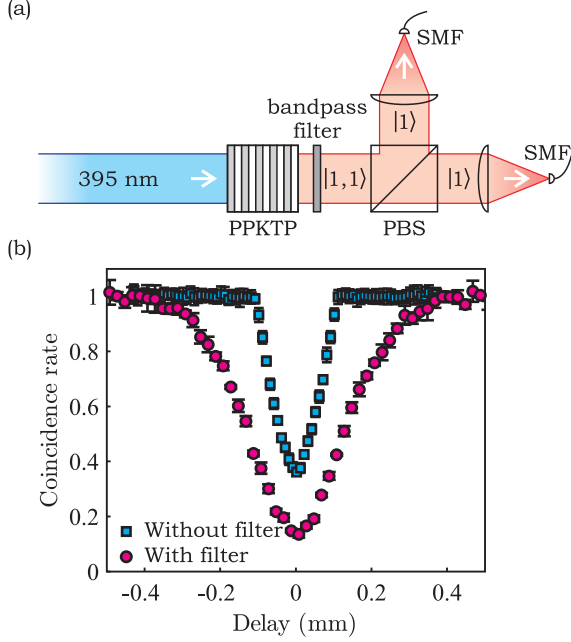 (a)
SMF
bandpass
filter
|1⟩
SMF
395 nm
|1,1⟩
|1⟩
PPKTP
PBS
(b)
1
0.8
0.6
0.4
0.2
0
Coincidence rate
Without filter
With filter
-0.4
-0.2
0
0.2
0.4
Delay (mm)